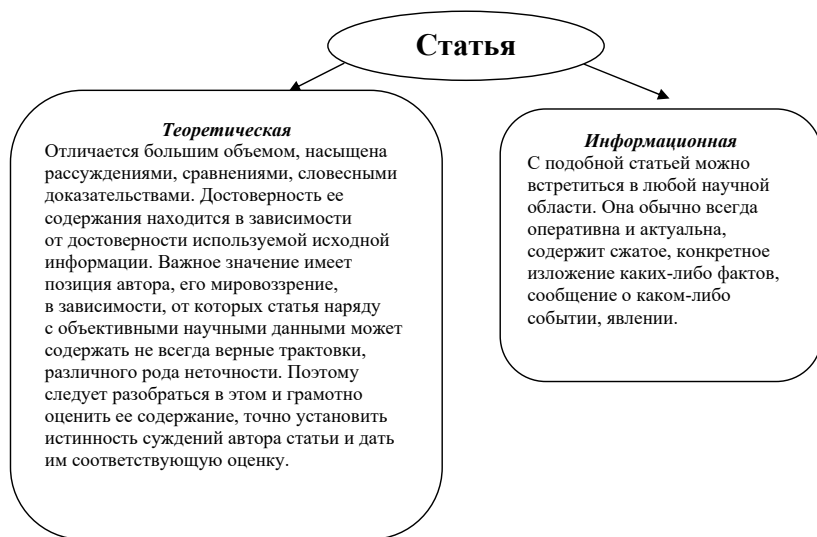 Статья
Теоретическая
Отличается большим объемом, насыщена
рассуждениями, сравнениями, словесными
доказательствами. Достоверность ее
содержания находится в зависимости
от достоверности используемой исходной
информации. Важное значение имеет
позиция автора, его мировоззрение,
в зависимости, от которых статья наряду
с объективными научными данными может
содержать не всегда верные трактовки,
различного рода неточности. Поэтому
следует разобраться в этом и грамотно
оценить ее содержание, точно установить
истинность суждений автора статьи и дать
им соответствующую оценку.
Информационная
С подобной статьей можно
встретиться в любой научной
области. Она обычно всегда
оперативна и актуальна,
содержит сжатое, конкретное
изложение каких-либо фактов,
сообщение о каком-либо
событии, явлении.